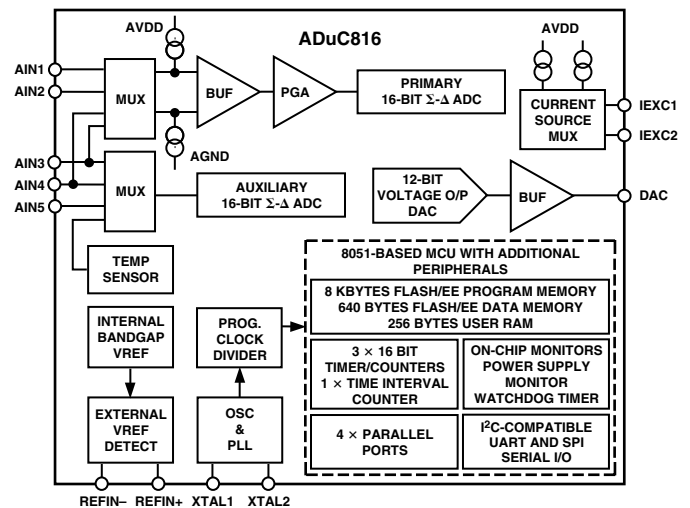 ADuC816
AVDD
AIN1
AIN2
MUX
BUF
PGA
PRIMARY
16-BIT Σ-Δ ADC
AVDD
CURRENT
SOURCE
MUX
IEXC1
IEXC2
AGND
AIN3
AIN4
AIN5
MUX
AUXILIARY
16-BIT Σ-Δ ADC
12-BIT
VOLTAGE O/P
DAC
BUF
DAC
TEMP
SENSOR
8051-BASED MCU WITH ADDITIONAL
PERIPHERALS
8 KBYTES FLASH/EE PROGRAM MEMORY
640 BYTES FLASH/EE DATA MEMORY
256 BYTES USER RAM
INTERNAL
BANDGAP
VREF
PROG.
CLOCK
DIVIDER
3 × 16 BIT
TIMER/COUNTERS
1 × TIME INTERVAL
COUNTER
ON-CHIP MONITORS
POWER SUPPLY
MONITOR
WATCHDOG TIMER
EXTERNAL
VREF
DETECT
OSC
&
PLL
4 × PARALLEL
PORTS
I²C-COMPATIBLE
UART AND SPI
SERIAL I/O
REFIN–
REFIN+
XTAL1
XTAL2